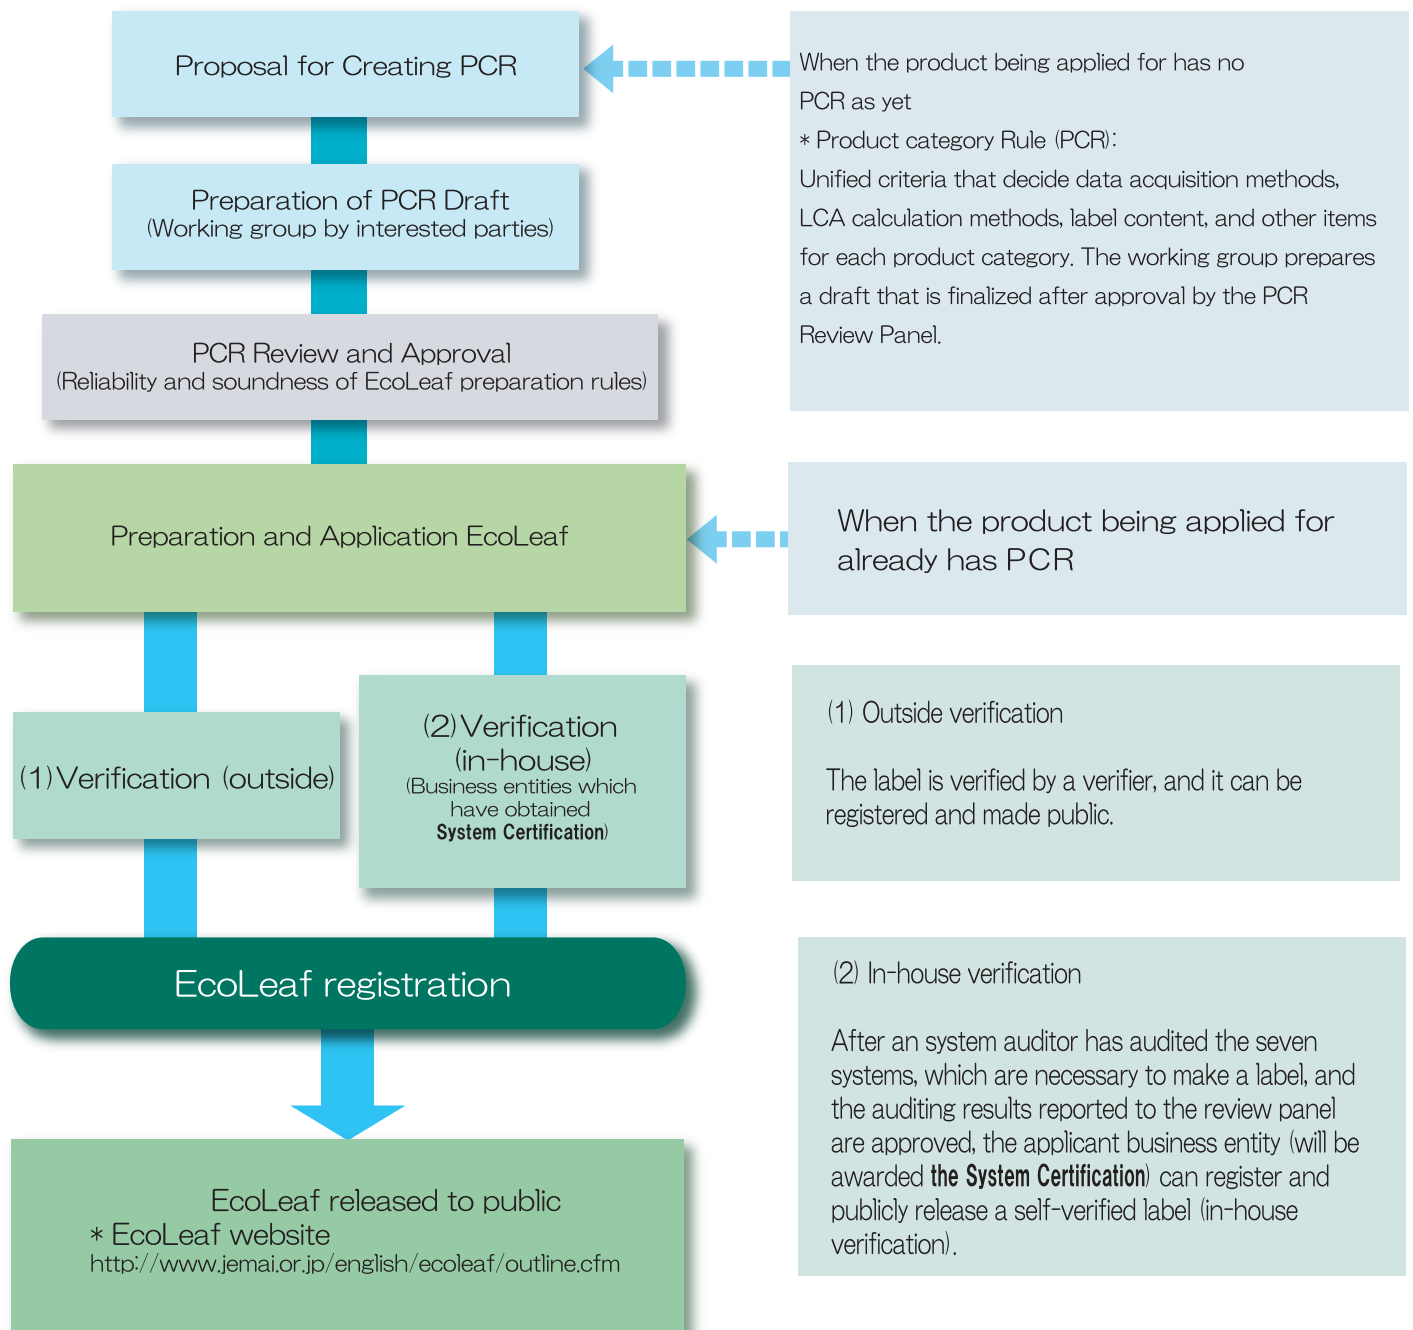 Proposal for Creating PCR
When the product being applied for has no
PCR as yet
* Product category Rule (PCR):
Unified criteria that decide data acquisition methods,
LCA calculation methods, label content, and other items
for each product category. The working group prepares
a draft that is finalized after approval by the PCR
Review Panel.
Preparation of PCR Draft
(Working group by interested parties)
PCR Review and Approval
(Reliability and soundness of EcoLeaf preparation rules)
Preparation and Application EcoLeaf
When the product being applied for
already has PCR
(1) Verification (outside)
(2) Verification
(in-house)
(Business entities which
have obtained
System Certification)
(1) Outside verification
The label is verified by a verifier, and it can be
registered and made public.
EcoLeaf registration
(2) In-house verification
After an system auditor has audited the seven
systems, which are necessary to make a label, and
the auditing results reported to the review panel
are approved, the applicant business entity (will be
awarded the System Certification) can register and
publicly release a self-verified label (in-house
verification).
EcoLeaf released to public
* EcoLeaf website
http://www.jemai.or.jp/english/ecoleaf/outline.cfm